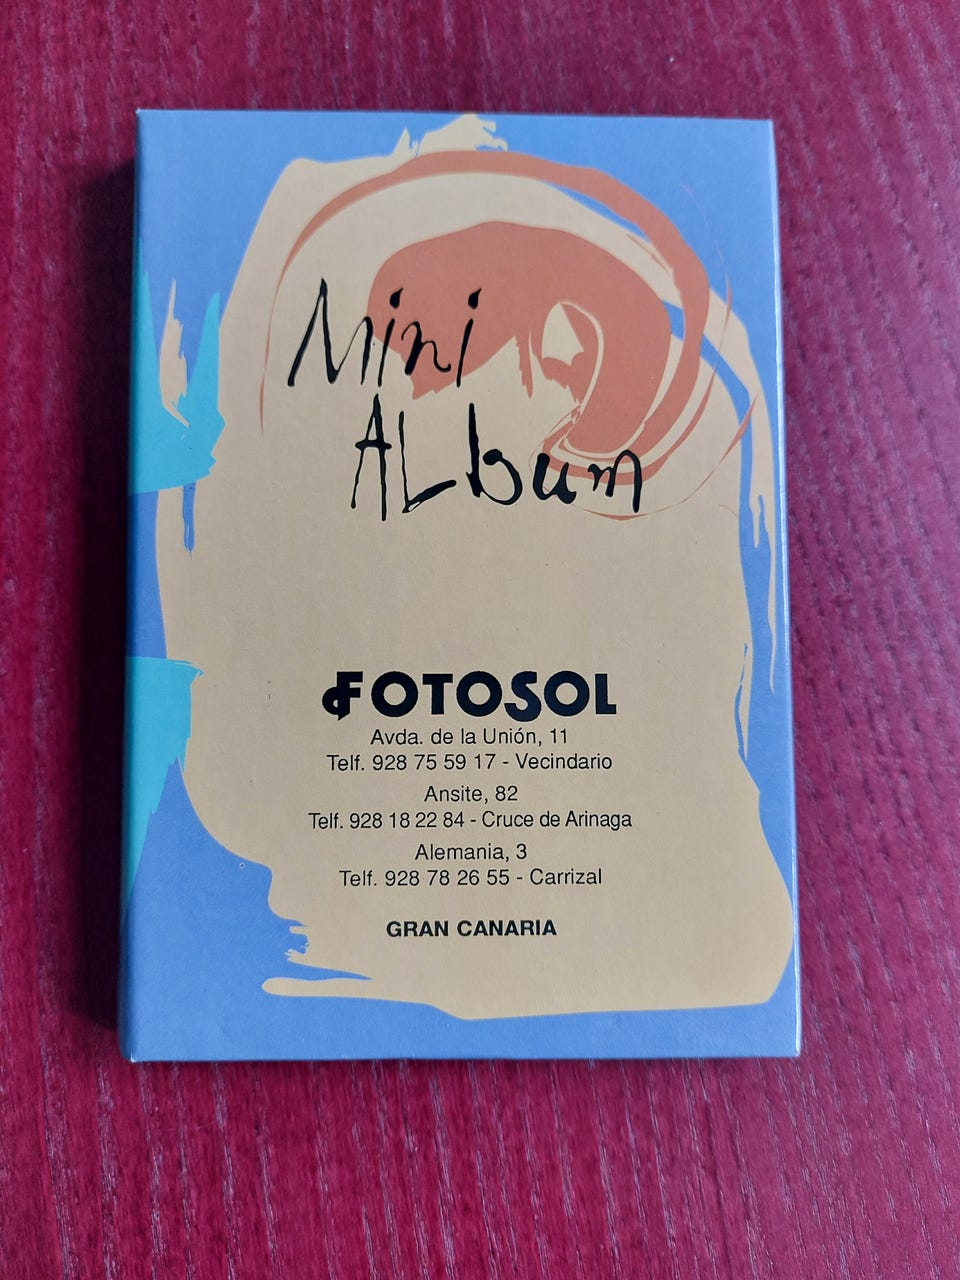 Mini
ALbum
FOTOSOL
Avda. de la Unión, 11
Telf. 928 75 59 17 - Vecindario
Ansite, 82
Telf. 928 18 22 84 - Cruce de Arinaga
Alemania, 3
Telf. 928 78 26 55 - Carrizal
GRAN CANARIA